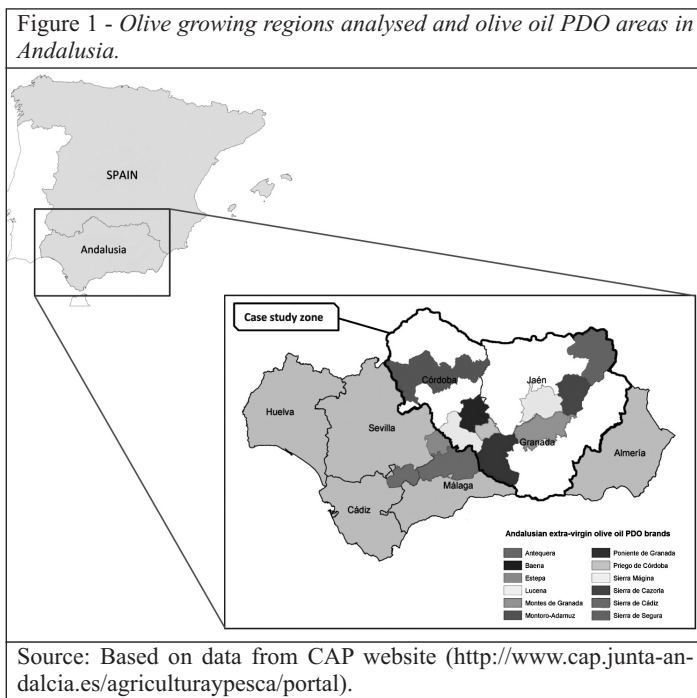 Figure 1 - Olive growing regions analysed and olive oil PDO areas in
Andalusia.
SPAIN
Andalusia
Case study zone
Córdoba
Jaén
Huelva
Sevilla
Granada
Almería
Málaga
Cádiz
Andalusian extra-virgin olive oil PDO brands
Antequera
Baena
Estepa
Lucena
Montes de Granada
Montoro-Adamuz
Poniente de Granada
Priego de Córdoba
Sierra Mágina
Sierra de Cazorla
Sierra de Cádiz
Sierra de Segura
Source: Based on data from CAP website (http://www.cap.junta-an-
dalcia.es/agriculturaypesca/portal).